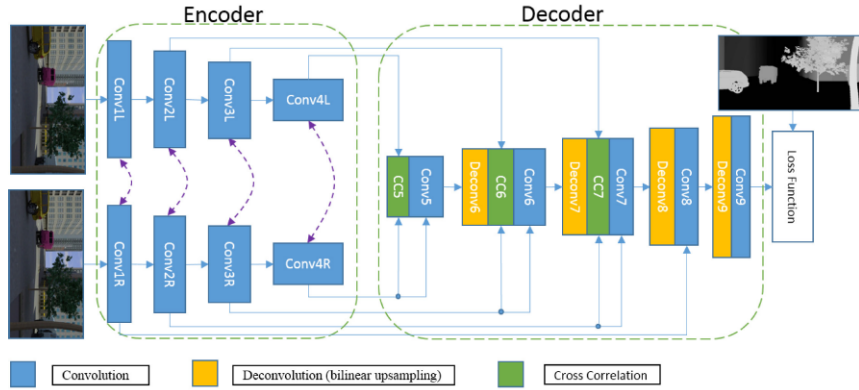 Encoder
Decoder
Conv1L
Conv2L
Conv3L
Conv4L
CC5
Conv5
Deconv6
CC6
Conv6
Deconv7
CC7
Conv7
Deconv8
Conv8
Deconv9
Conv9
Loss Function
Conv1R
Conv2R
Conv3R
Conv4R
Convolution
Deconvolution (bilinear upsampling)
Cross Correlation